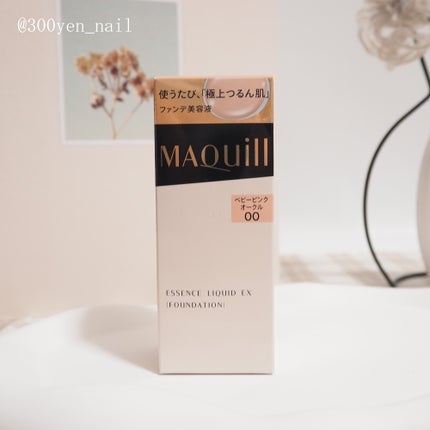 @300yen_nail
使うたび、「極上つるん肌」
ファンデ美容液
MAQuill
ベビーピンク
オークル
00
ESSENCE LIQUID EX
(FOUNDATION)